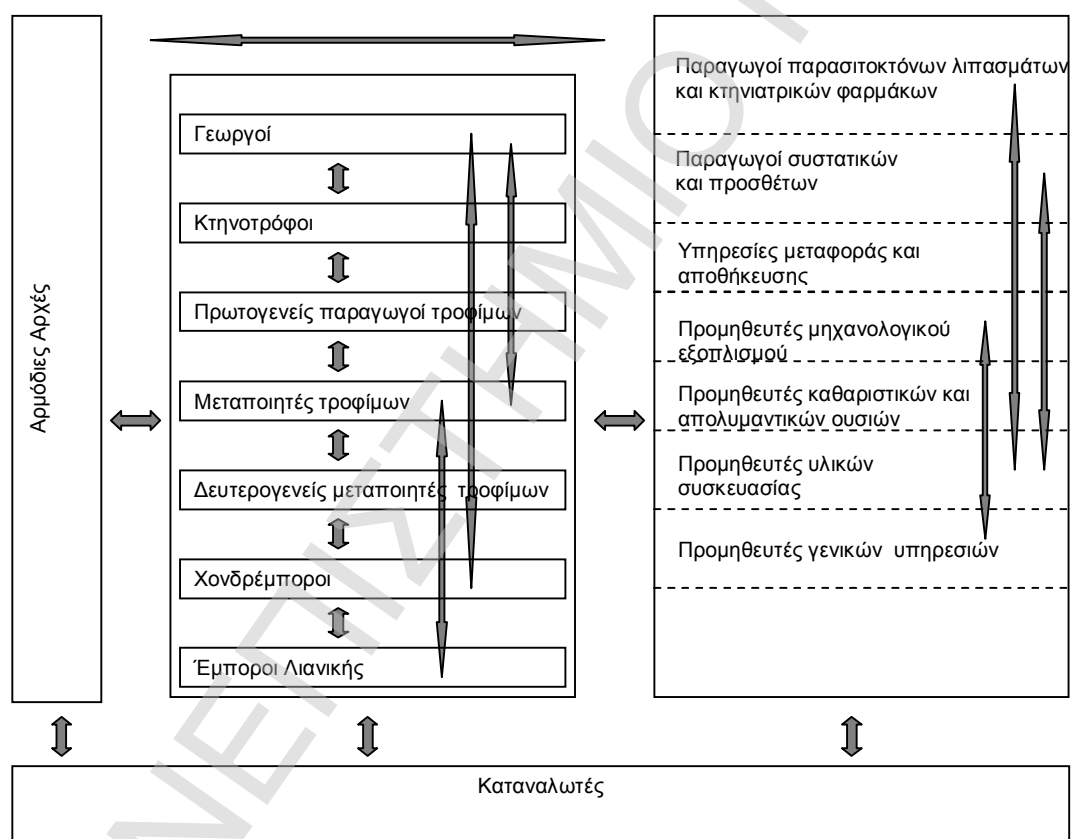 Αρμόδιες Αρχές
Γεωργοί
Κτηνοτρόφοι
Πρωτογενείς παραγωγοί τροφίμων
Μεταποιητές τροφίμων
Δευτερογενείς μεταποιητές τροφίμων
Χονδρέμποροι
Έμποροι Λιανικής
Παραγωγοί παρασιτοκτόνων λιπασμάτων
και κτηνιατρικών φαρμάκων
Παραγωγοί συστατικών
και προσθέτων
Υπηρεσίες μεταφοράς και
αποθήκευσης
Προμηθευτές μηχανολογικού
εξοπλισμού
Προμηθευτές καθαριστικών και
απολυμαντικών ουσιών
Προμηθευτές υλικών
συσκευασίας
Προμηθευτές γενικών υπηρεσιών
Καταναλωτές